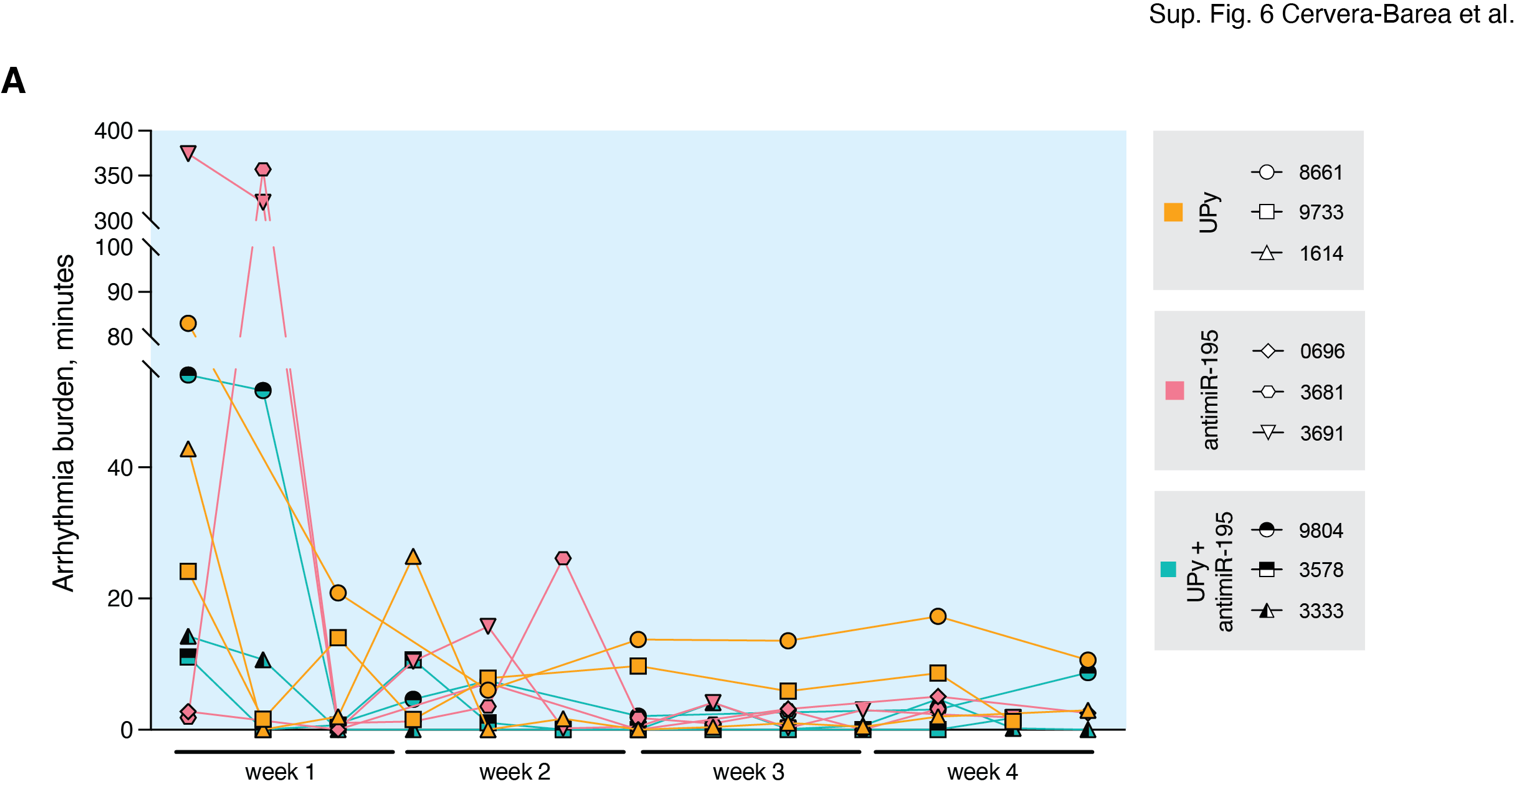 Sup. Fig. 6 Cervera-Barea et al.
A
Arrhythmia burden, minutes
400
350
300
100
90
80
40
20
0
week 1
week 2
week 3
week 4
UPy
8661
9733
1614
antimiR-195
0696
3681
3691
UPy +
antimiR-195
9804
3578
3333